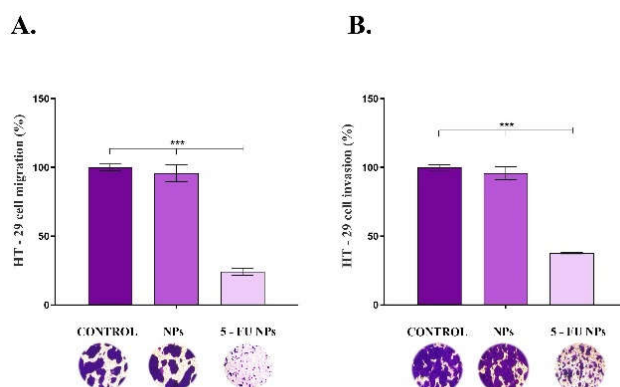 A.
HT - 29 cell migration (%)
150
100
50
0
***
CONTROL NPs 5 - FU NPs
B.
HT - 29 cell invasion (%)
150
100
50
0
***
CONTROL NPs 5 - FU NPs